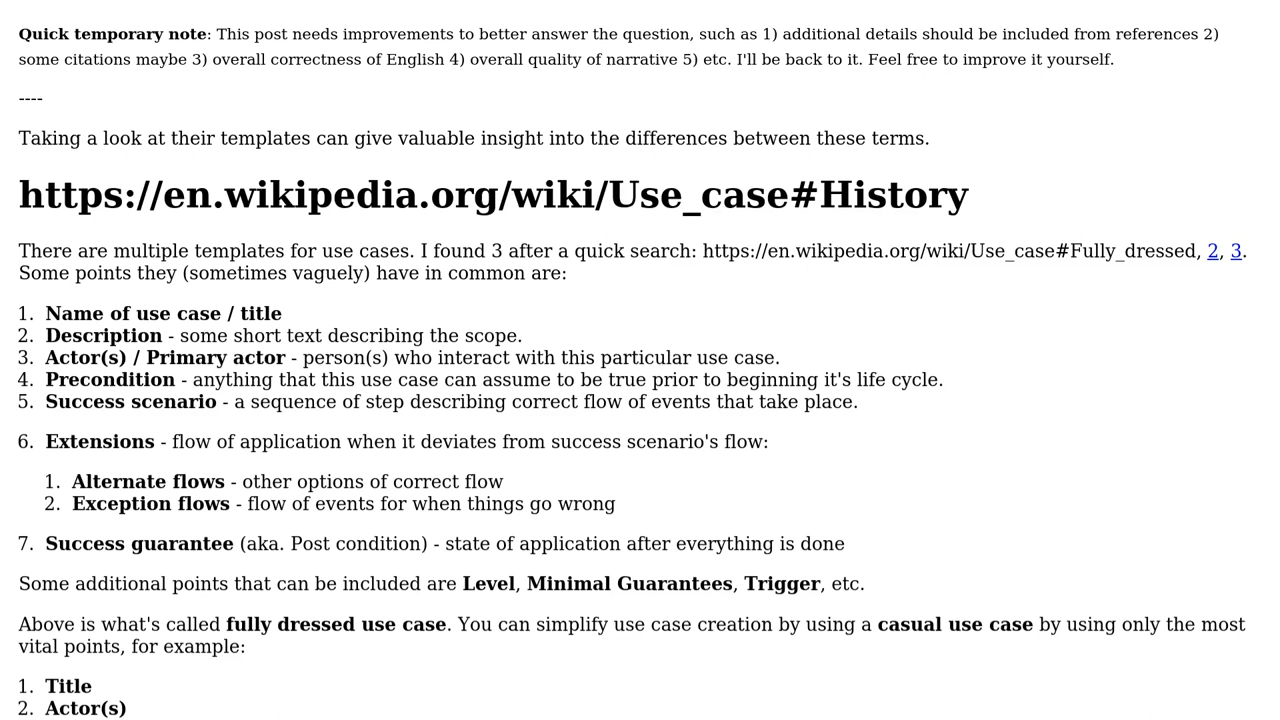 Quick temporary note: This post needs improvements to better answer the question, such as 1) additional details should be included from references 2)
some citations maybe 3) overall correctness of English 4) overall quality of narrative 5) etc. I'll be back to it. Feel free to improve it yourself.
----
Taking a look at their templates can give valuable insight into the differences between these terms.
https://en.wikipedia.org/wiki/Use_case#History
There are multiple templates for use cases. I found 3 after a quick search: https://en.wikipedia.org/wiki/Use_case#Fully_dressed, 2, 3.
Some points they (sometimes vaguely) have in common are:
1. Name of use case / title
2. Description - some short text describing the scope.
3. Actor(s) / Primary actor - person(s) who interact with this particular use case.
4. Precondition - anything that this use case can assume to be true prior to beginning it's life cycle.
5. Success scenario - a sequence of step describing correct flow of events that take place.
6. Extensions - flow of application when it deviates from success scenario's flow:
1. Alternate flows - other options of correct flow
2. Exception flows - flow of events for when things go wrong
7. Success guarantee (aka. Post condition) - state of application after everything is done
Some additional points that can be included are Level, Minimal Guarantees, Trigger, etc.
Above is what's called fully dressed use case. You can simplify use case creation by using a casual use case by using only the most
vital points, for example:
1. Title
2. Actor(s)